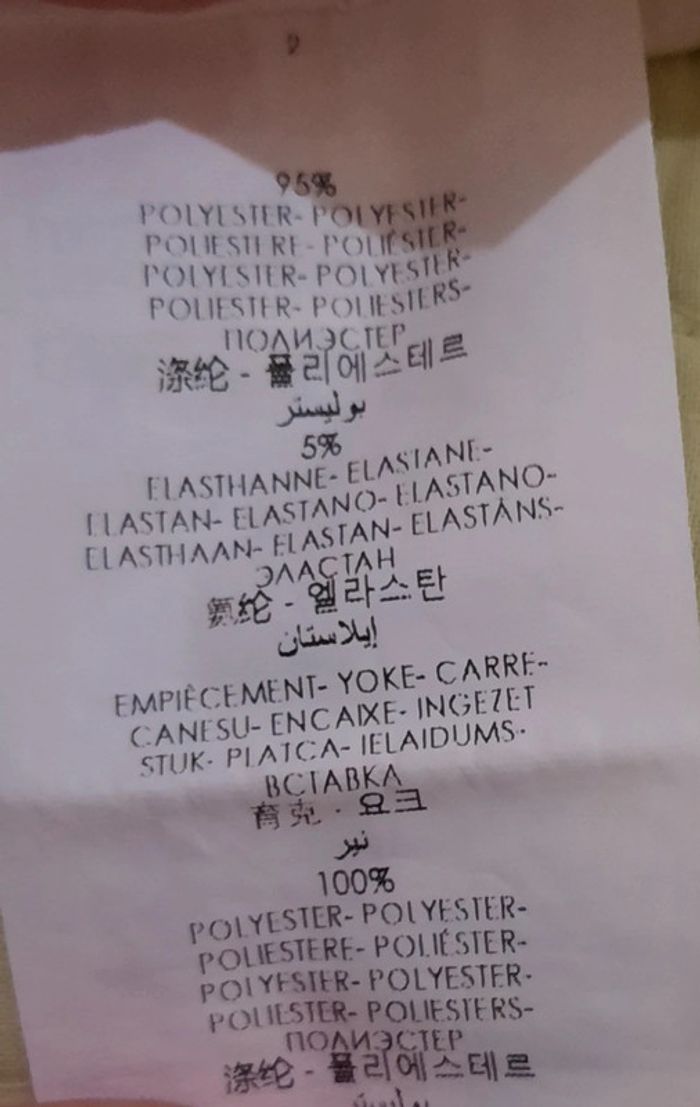 95%
POLYESTER- POLYESTER-
POLIESTERE- POLIÉSTER-
POLYESTER- POLYESTER-
POLIESTER- POLIESTERS-
ПОЛИЭСТЕР
涤纶 - 폴리에스테르
بوليستر
5%
ELASTHANNE- ELASTANE-
ELASTAN- ELASTANO- ELASTANO-
ELASTHAAN- ELASTAN- ELASTĀNS-
ЭЛАСТАН
氨纶 - 엘라스탄
إيلاستان
EMPIÈCEMENT- YOKE- CARRE-
CANESU- ENCAIXE- INGEZET
STUK- PLATCA- IELAIDUMS-
ВСТАВКА
育克 - 요크
نير
100%
POLYESTER- POLYESTER-
POLIESTERE- POLIÉSTER-
POLYESTER- POLYESTER-
POLIESTER- POLIESTERS-
ПОЛИЭСТЕР
涤纶 - 폴리에스테르